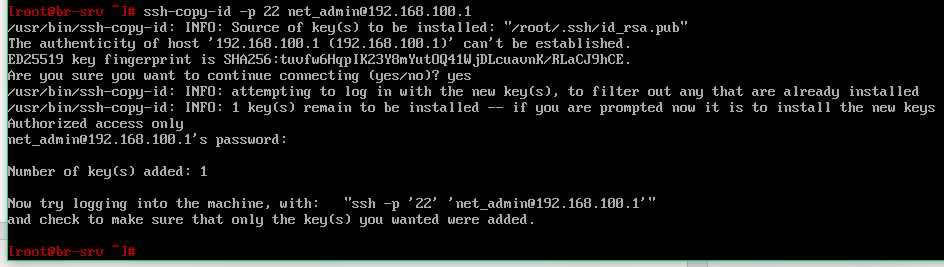 [root@br-srv ~]# ssh-copy-id -p 22 net_admin@192.168.100.1
/usr/bin/ssh-copy-id: INFO: Source of key(s) to be installed: "/root/.ssh/id_rsa.pub"
The authenticity of host '192.168.100.1 (192.168.100.1)' can't be established.
ED25519 key fingerprint is SHA256:tuvfw6HqpIK23Y8mYutOQ41WjDLcuavnK/RLaCJ9hCE.
Are you sure you want to continue connecting (yes/no)? yes
/usr/bin/ssh-copy-id: INFO: attempting to log in with the new key(s), to filter out any that are already installed
/usr/bin/ssh-copy-id: INFO: 1 key(s) remain to be installed -- if you are prompted now it is to install the new keys
Authorized access only
net_admin@192.168.100.1's password:
Number of key(s) added: 1
Now try logging into the machine, with:   "ssh -p '22' 'net_admin@192.168.100.1'"
and check to make sure that only the key(s) you wanted were added.
[root@br-srv ~]#